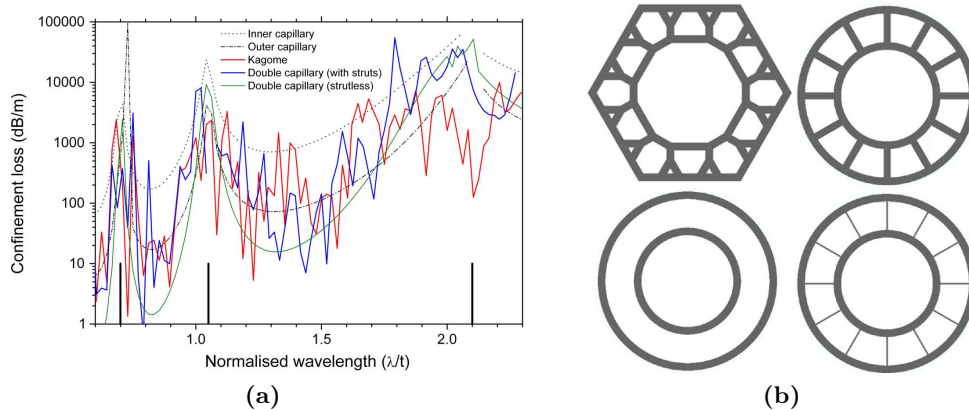 100000
10000
1000
100
10
1
Confinement loss (dB/m)
Inner capillary
Outer capillary
Kagome
Double capillary (with struts)
Double capillary (strutless)
1.0
1.5
2.0
Normalised wavelength (λ/t)
(a)
(b)